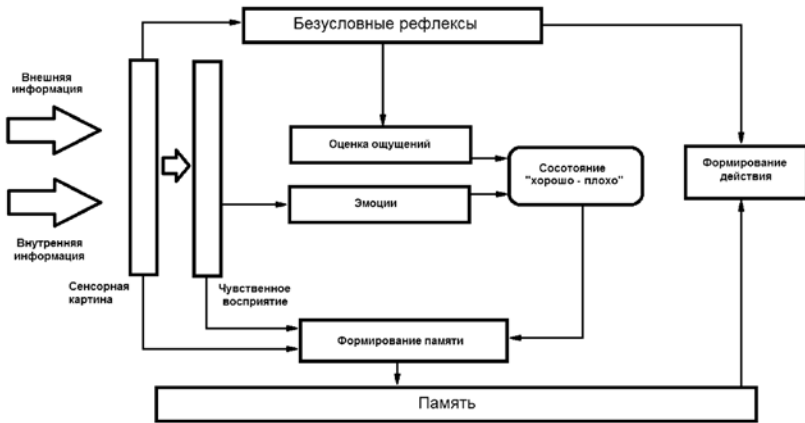 Безусловные рефлексы
Внешняя
информация
Оценка ощущений
Сосотояние
"хорошо - плохо"
Формирование
действия
Эмоции
Внутренняя
информация
Сенсорная
картина
Чувственное
восприятие
Формирование памяти
Память